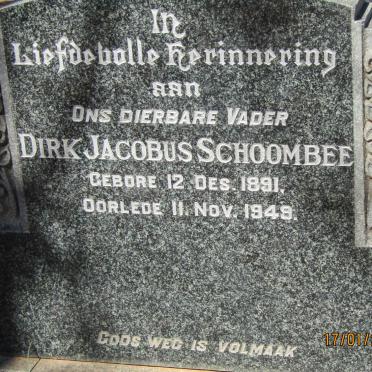 In
Liefdevolle Herinnering
aan
ONS DIERBARE VADER
DIRK JACOBUS SCHOOMBEE
GEBORE 12 DES. 1891.
OORLEDE 11. NOV. 1949.
GODS WEG IS VOLMAAK
17/01/